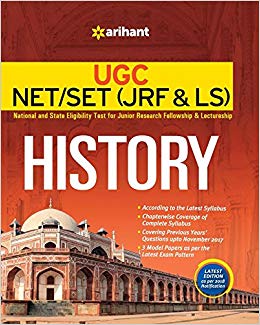 arihant
UGC
NET/SET (JRF & LS)
National and State Eligibility Test for Junior Research Fellowship & Lectureship
HISTORY
According to the Latest Syllabus
Chapterwise Coverage of
Complete Syllabus
Covering Previous Years'
Questions upto November 2017
3 Model Papers as per the
Latest Exam Pattern
LATEST
EDITION
as per 2018
Notification